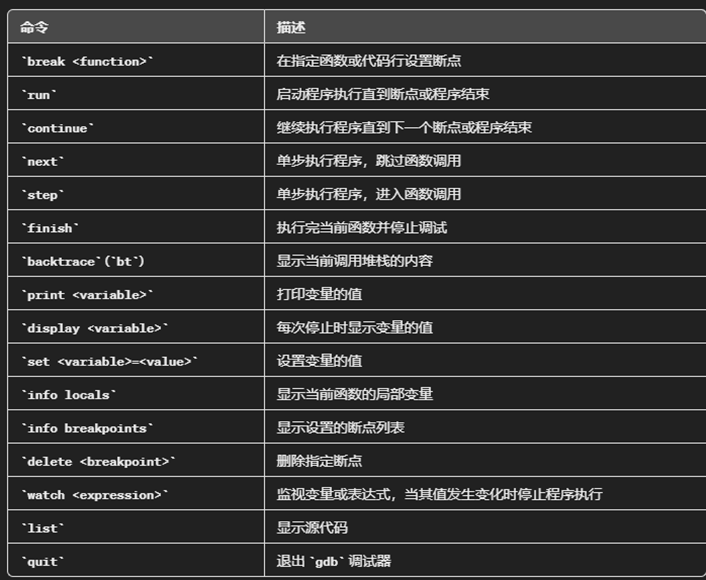 命令 描述
`break <function>` 在指定函数或代码行设置断点
`run` 启动程序执行直到断点或程序结束
`continue` 继续执行程序直到下一个断点或程序结束
`next` 单步执行程序，跳过函数调用
`step` 单步执行程序，进入函数调用
`finish` 执行完当前函数并停止调试
`backtrace`(`bt`) 显示当前调用堆栈的内容
`print <variable>` 打印变量的值
`display <variable>` 每次停止时显示变量的值
`set <variable>=<value>` 设置变量的值
`info locals` 显示当前函数的局部变量
`info breakpoints` 显示设置的断点列表
`delete <breakpoint>` 删除指定断点
`watch <expression>` 监视变量或表达式，当其值发生变化时停止程序执行
`list` 显示源代码
`quit` 退出 `gdb` 调试器